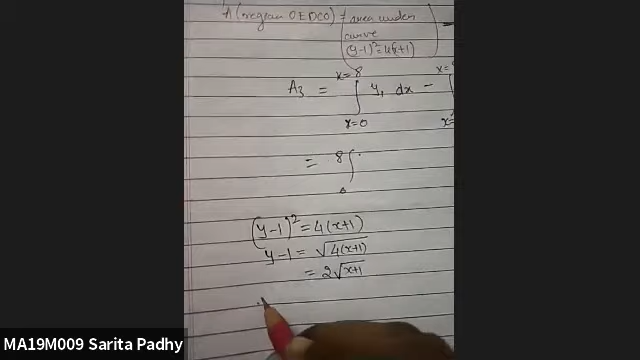 A (region OEDCO) = area under
curve
(y-1)² = 4(x+1)
A₃ = ∫ x=0 x=8 y₁ dx - ∫
= ∫ 0 8
(y-1)² = 4(x+1)
y-1 = √4(x+1)
= 2√x+1
MA19M009 Sarita Padhy